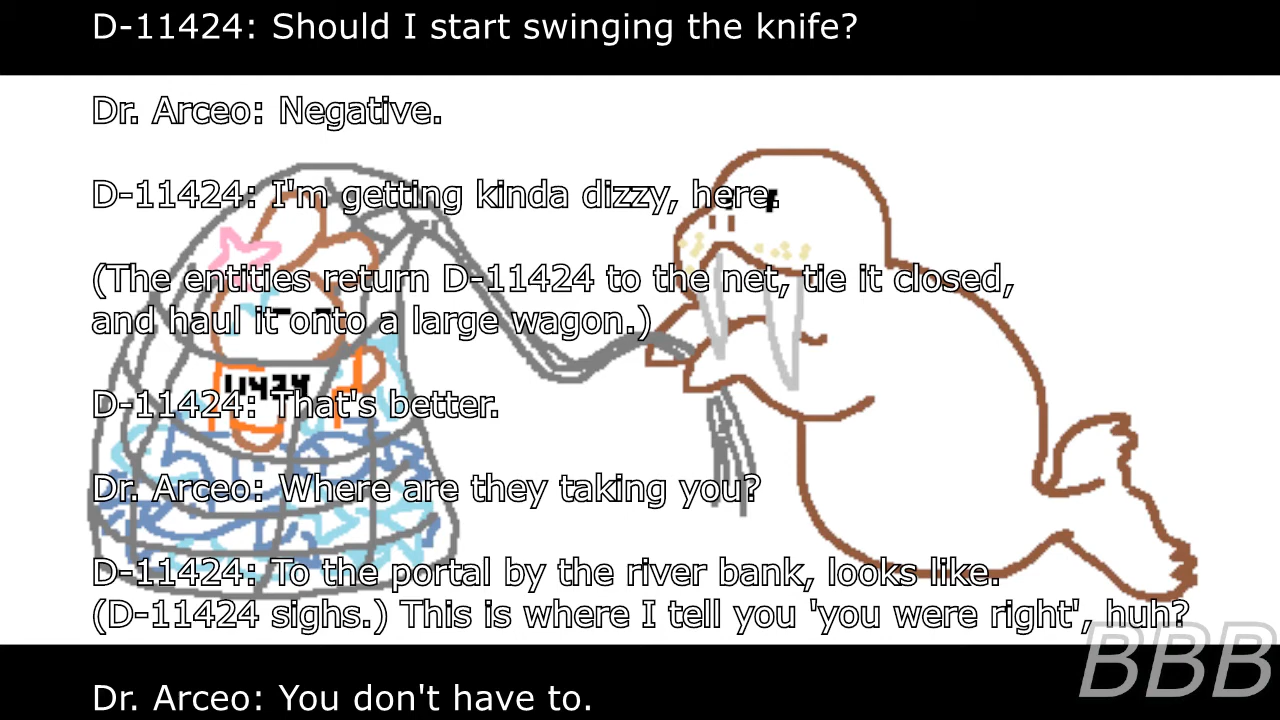 D-11424: Should I start swinging the knife?
Dr. Arceo: Negative.
D-11424: I'm getting kinda dizzy, here.
(The entities return D-11424 to the net, tie it closed,
and haul it onto a large wagon.)
11424
D-11424: That's better.
Dr. Arceo: Where are they taking you?
D-11424: To the portal by the river bank, looks like.
(D-11424 sighs.) This is where I tell you 'you were right', huh?
BBB
Dr. Arceo: You don't have to.